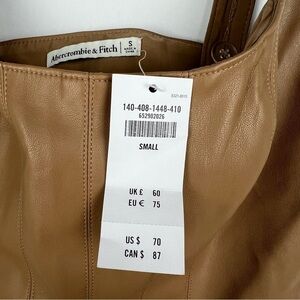 Abercrombie & Fitch
S
140-408-1448-410
652902026
SMALL
UK £ 60
EU € 75
US $ 70
CAN $ 87